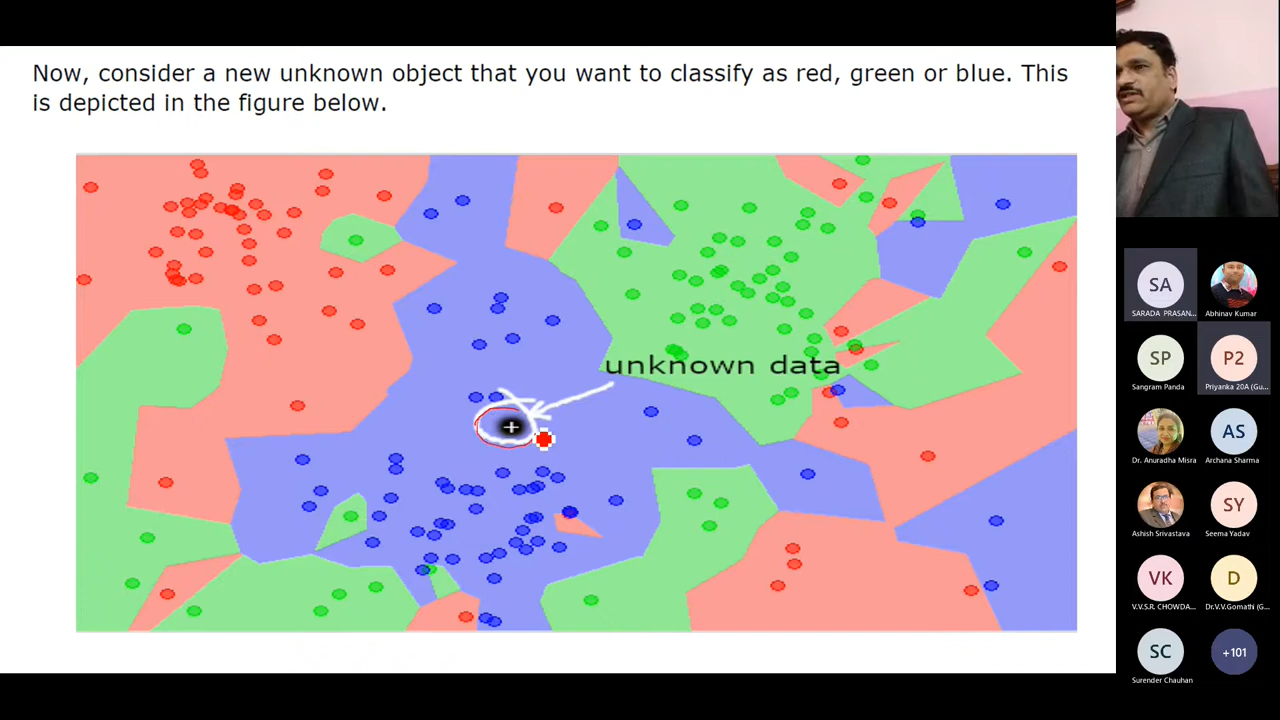 Now, consider a new unknown object that you want to classify as red, green or blue. This
is depicted in the figure below.
unknown data
SA
SARADA PRASAN...
Abhinav Kumar
SP
Sangram Panda
P2
Priyanka 20A (Gu...
Dr. Anuradha Misra
AS
Archana Sharma
Ashish Srivastava
SY
Seema Yadav
VK
V.V.S.R. CHOWDA...
D
Dr.V.V.Gomathi (G...
SC
Surender Chauhan
+101